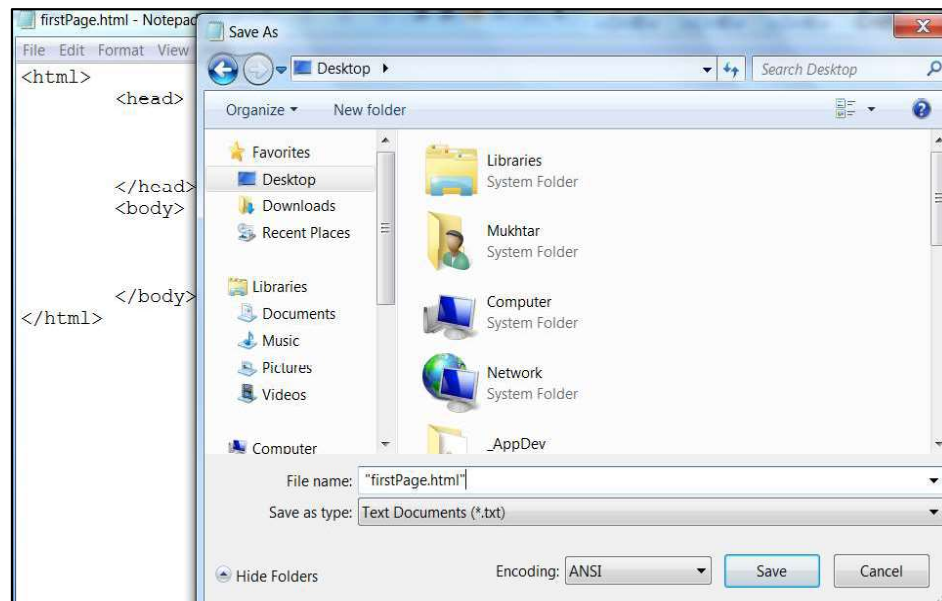 firstPage.html - Notepad
File Edit Format View
<html>
<head>
</head>
<body>
</body>
</html>
Save As
Desktop
Search Desktop
Organize
New folder
Favorites
Desktop
Downloads
Recent Places
Libraries
Documents
Music
Pictures
Videos
Computer
Libraries
System Folder
Mukhtar
System Folder
Computer
System Folder
Network
System Folder
_AppDev
File name: "firstPage.html"
Save as type: Text Documents (*.txt)
Hide Folders
Encoding: ANSI
Save
Cancel